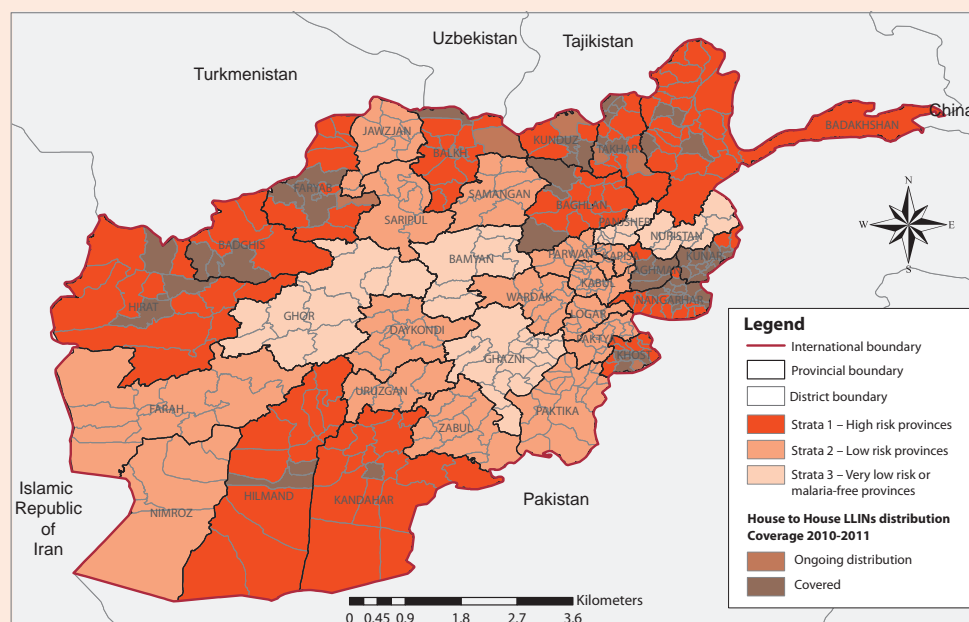 Uzbekistan
Tajikistan
Turkmenistan
China
BADAKHSHAN
JAWZJAN
BALKH
KUNDUZ
TAKHAR
FARYAB
SAMANGAN
BAGHLAN
SARIPUL
PANJSHER
NURISTAN
BADGHIS
BAMYAN
PARWAN
KAPISA
LAGHMAN
KUNAR
HIRAT
KABUL
WARDAK
NANGARHAR
GHOR
LOGAR
DAYKONDI
PAKTYA
GHAZNI
KHOST
URUZGAN
FARAH
PAKTIKA
ZABUL
HILMAND
KANDAHAR
NIMROZ
Pakistan
Islamic
Republic
of
Iran
N
W
E
S
Legend
International boundary
Provincial boundary
District boundary
Strata 1 – High risk provinces
Strata 2 – Low risk provinces
Strata 3 – Very low risk or
malaria-free provinces
House to House LLINs distribution
Coverage 2010-2011
Ongoing distribution
Covered
Kilometers
0 0.45 0.9 1.8 2.7 3.6